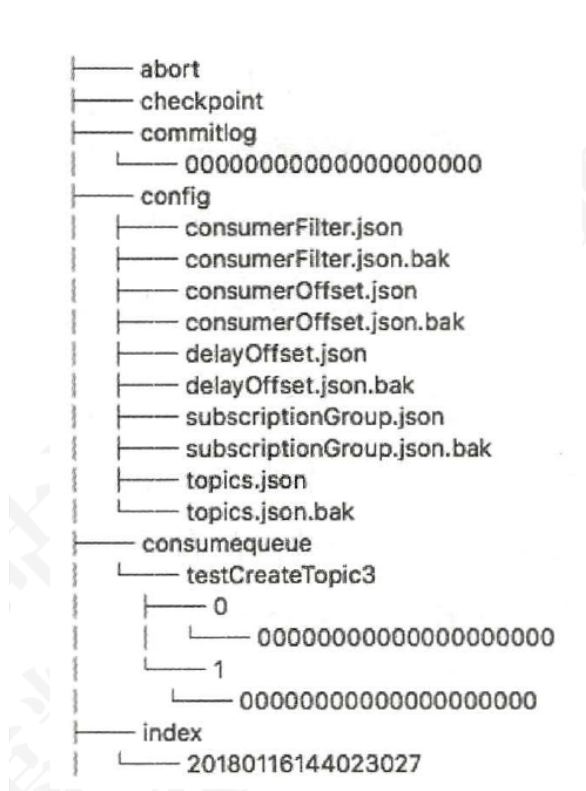 abort
checkpoint
commitlog
00000000000000000000
config
consumerFilter.json
consumerFilter.json.bak
consumerOffset.json
consumerOffset.json.bak
delayOffset.json
delayOffset.json.bak
subscriptionGroup.json
subscriptionGroup.json.bak
topics.json
topics.json.bak
consumequeue
testCreateTopic3
0
00000000000000000000
1
00000000000000000000
index
20180116144023027